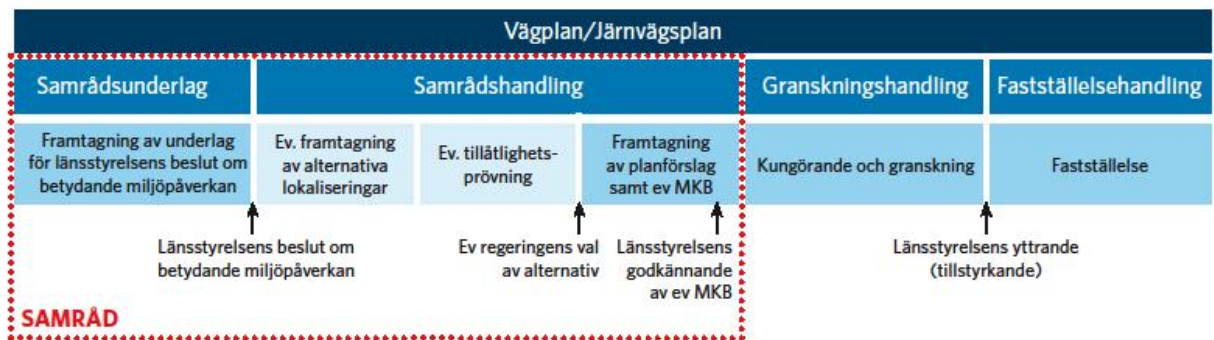 Vägplan/Järnvägsplan
Samrådsunderlag
Samrådshandling
Granskningshandling
Fastställelsehandling
Framtagning av underlag
för länsstyrelsens beslut om
betydande miljöpåverkan
Ev. framtagning
av alternativa
lokaliseringar
Ev. tillåtlighets-
prövning
Framtagning
av planförslag
samt ev MKB
Kungörande och granskning
Fastställelse
Länsstyrelsens beslut om
betydande miljöpåverkan
Ev regeringens val
av alternativ
Länsstyrelsens
godkännande
av ev MKB
Länsstyrelsens yttrande
(tillstyrkande)
SAMRÅD